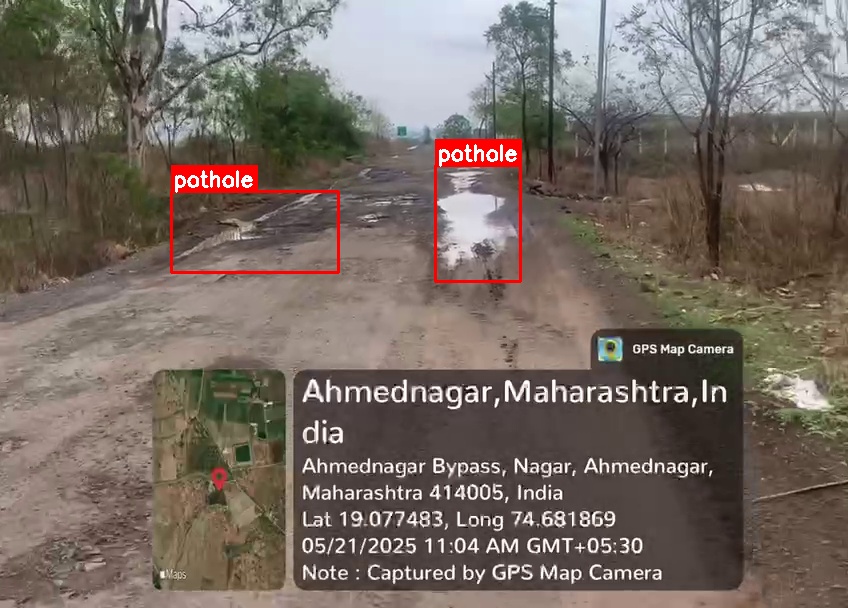 pothole
pothole
GPS Map Camera
Ahmednagar,Maharashtra,In
dia
Ahmednagar Bypass, Nagar, Ahmednagar,
Maharashtra 414005, India
Lat 19.077483, Long 74.681869
05/21/2025 11:04 AM GMT+05:30
Note : Captured by GPS Map Camera
Maps